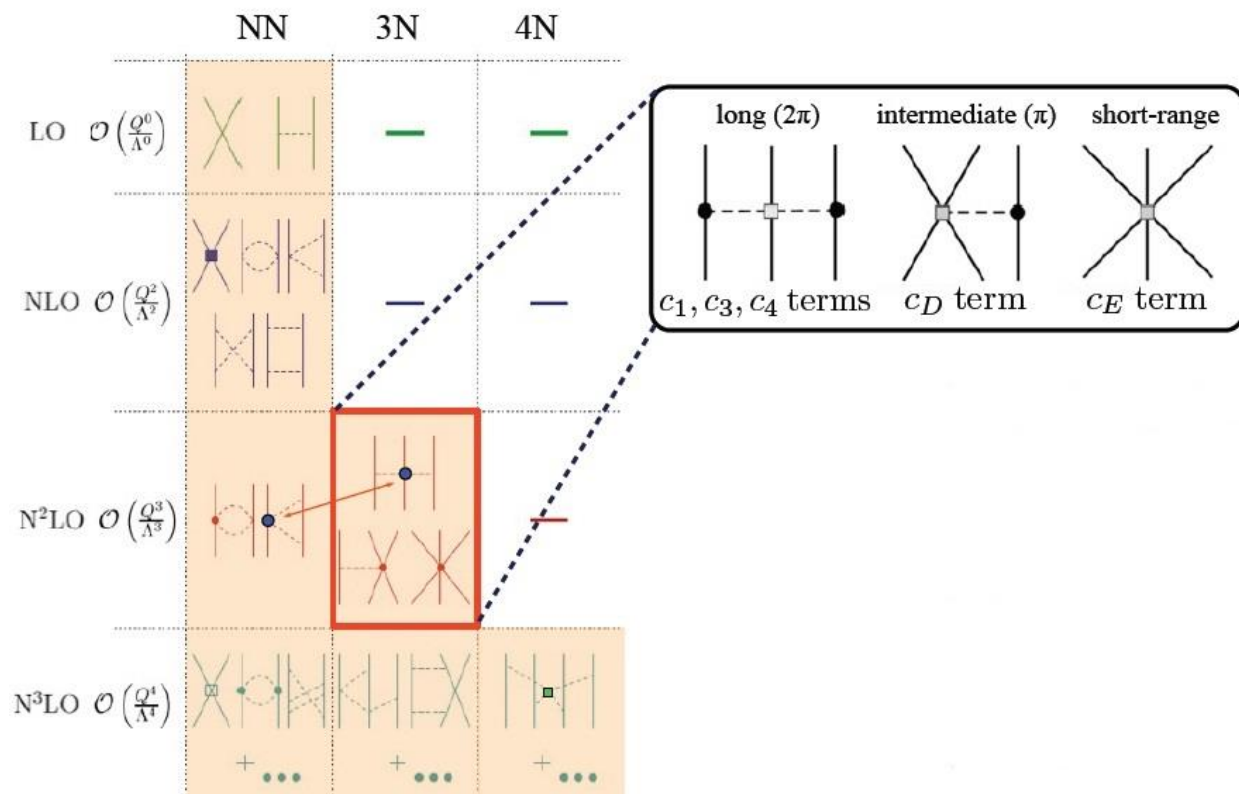 NN 3N 4N
LO 𝒪(Q⁰/Λ⁰)
NLO 𝒪(Q²/Λ²)
N²LO 𝒪(Q³/Λ³)
N³LO 𝒪(Q⁴/Λ⁴)
+ ••• + ••• + •••
long (2π) intermediate (π) short-range
c₁, c₃, c₄ terms c_D term c_E term